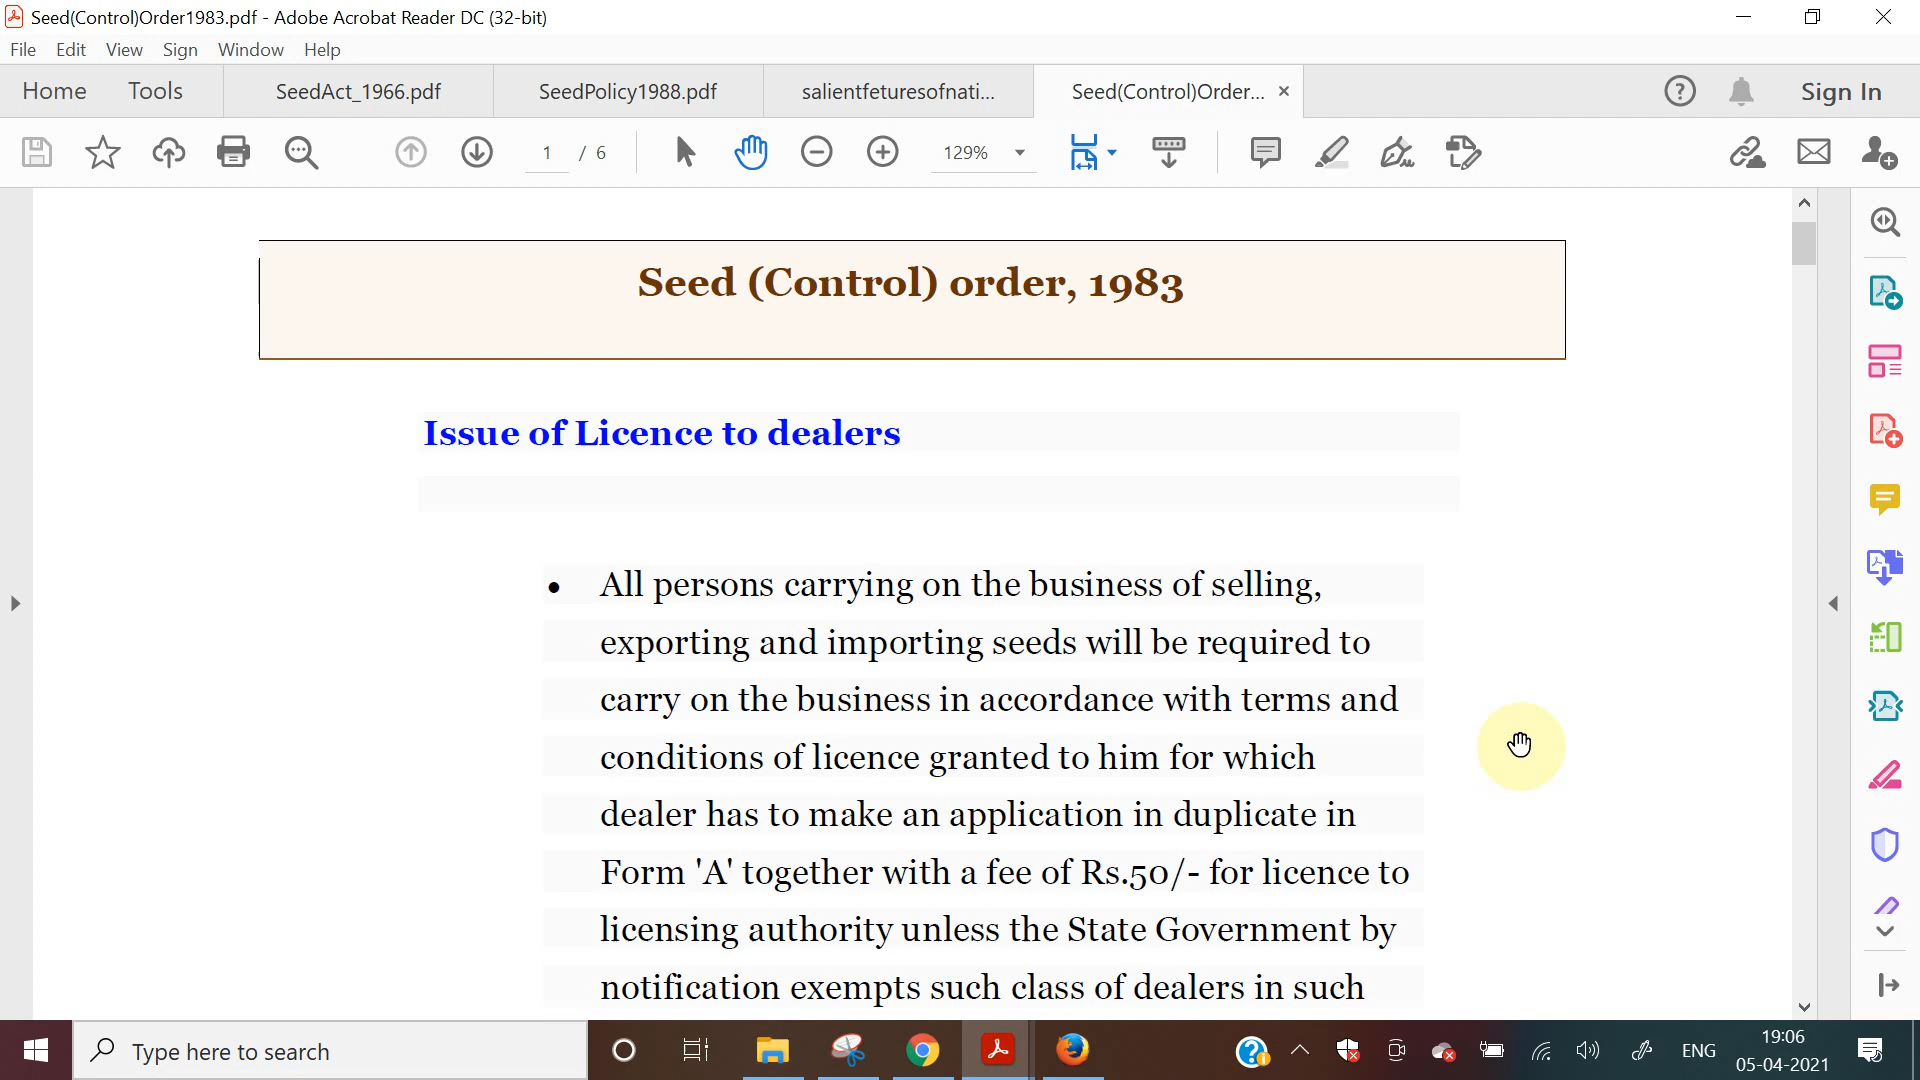 Seed(Control)Order1983.pdf - Adobe Acrobat Reader DC (32-bit)
File Edit View Sign Window Help
Home Tools SeedAct_1966.pdf SeedPolicy1988.pdf salientfeturesofnati... Seed(Control)Order... × Sign In
1 / 6 129%
Seed (Control) order, 1983
Issue of Licence to dealers
• All persons carrying on the business of selling,
exporting and importing seeds will be required to
carry on the business in accordance with terms and
conditions of licence granted to him for which
dealer has to make an application in duplicate in
Form 'A' together with a fee of Rs.50/- for licence to
licensing authority unless the State Government by
notification exempts such class of dealers in such
Type here to search
ENG
19:06
05-04-2021